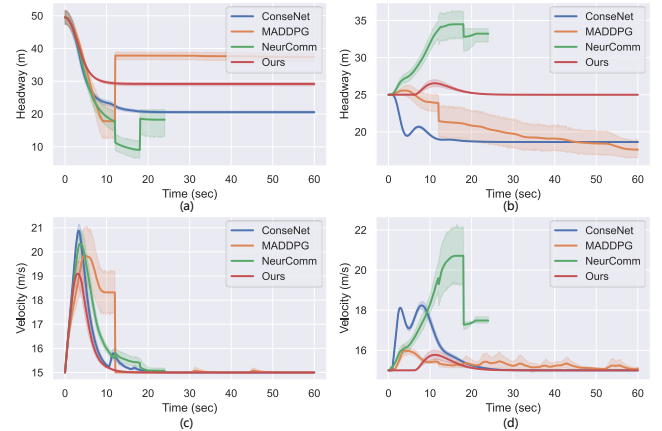 50
40
30
20
10
Headway (m)
0 10 20 30 40 50 60
Time (sec)
(a)
ConseNet
MADDPG
NeurComm
Ours
35
30
25
20
Headway (m)
0 10 20 30 40 50 60
Time (sec)
(b)
ConseNet
MADDPG
NeurComm
Ours
21
20
19
18
17
16
15
Velocity (m/s)
0 10 20 30 40 50 60
Time (sec)
(c)
ConseNet
MADDPG
NeurComm
Ours
22
20
18
16
Velocity (m/s)
0 10 20 30 40 50 60
Time (sec)
(d)
ConseNet
MADDPG
NeurComm
Ours